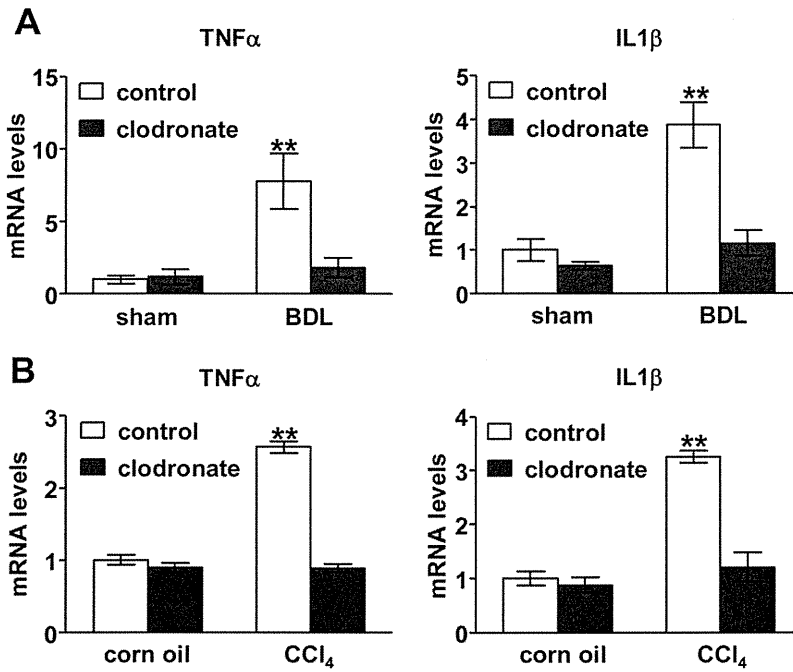 A
TNFα
mRNA levels
15
10
5
0
control
clodronate
**
sham
BDL
IL1β
mRNA levels
5
4
3
2
1
0
control
clodronate
**
sham
BDL
B
TNFα
mRNA levels
3
2
1
0
control
clodronate
**
corn oil
CCl₄
IL1β
mRNA levels
4
3
2
1
0
control
clodronate
**
corn oil
CCl₄